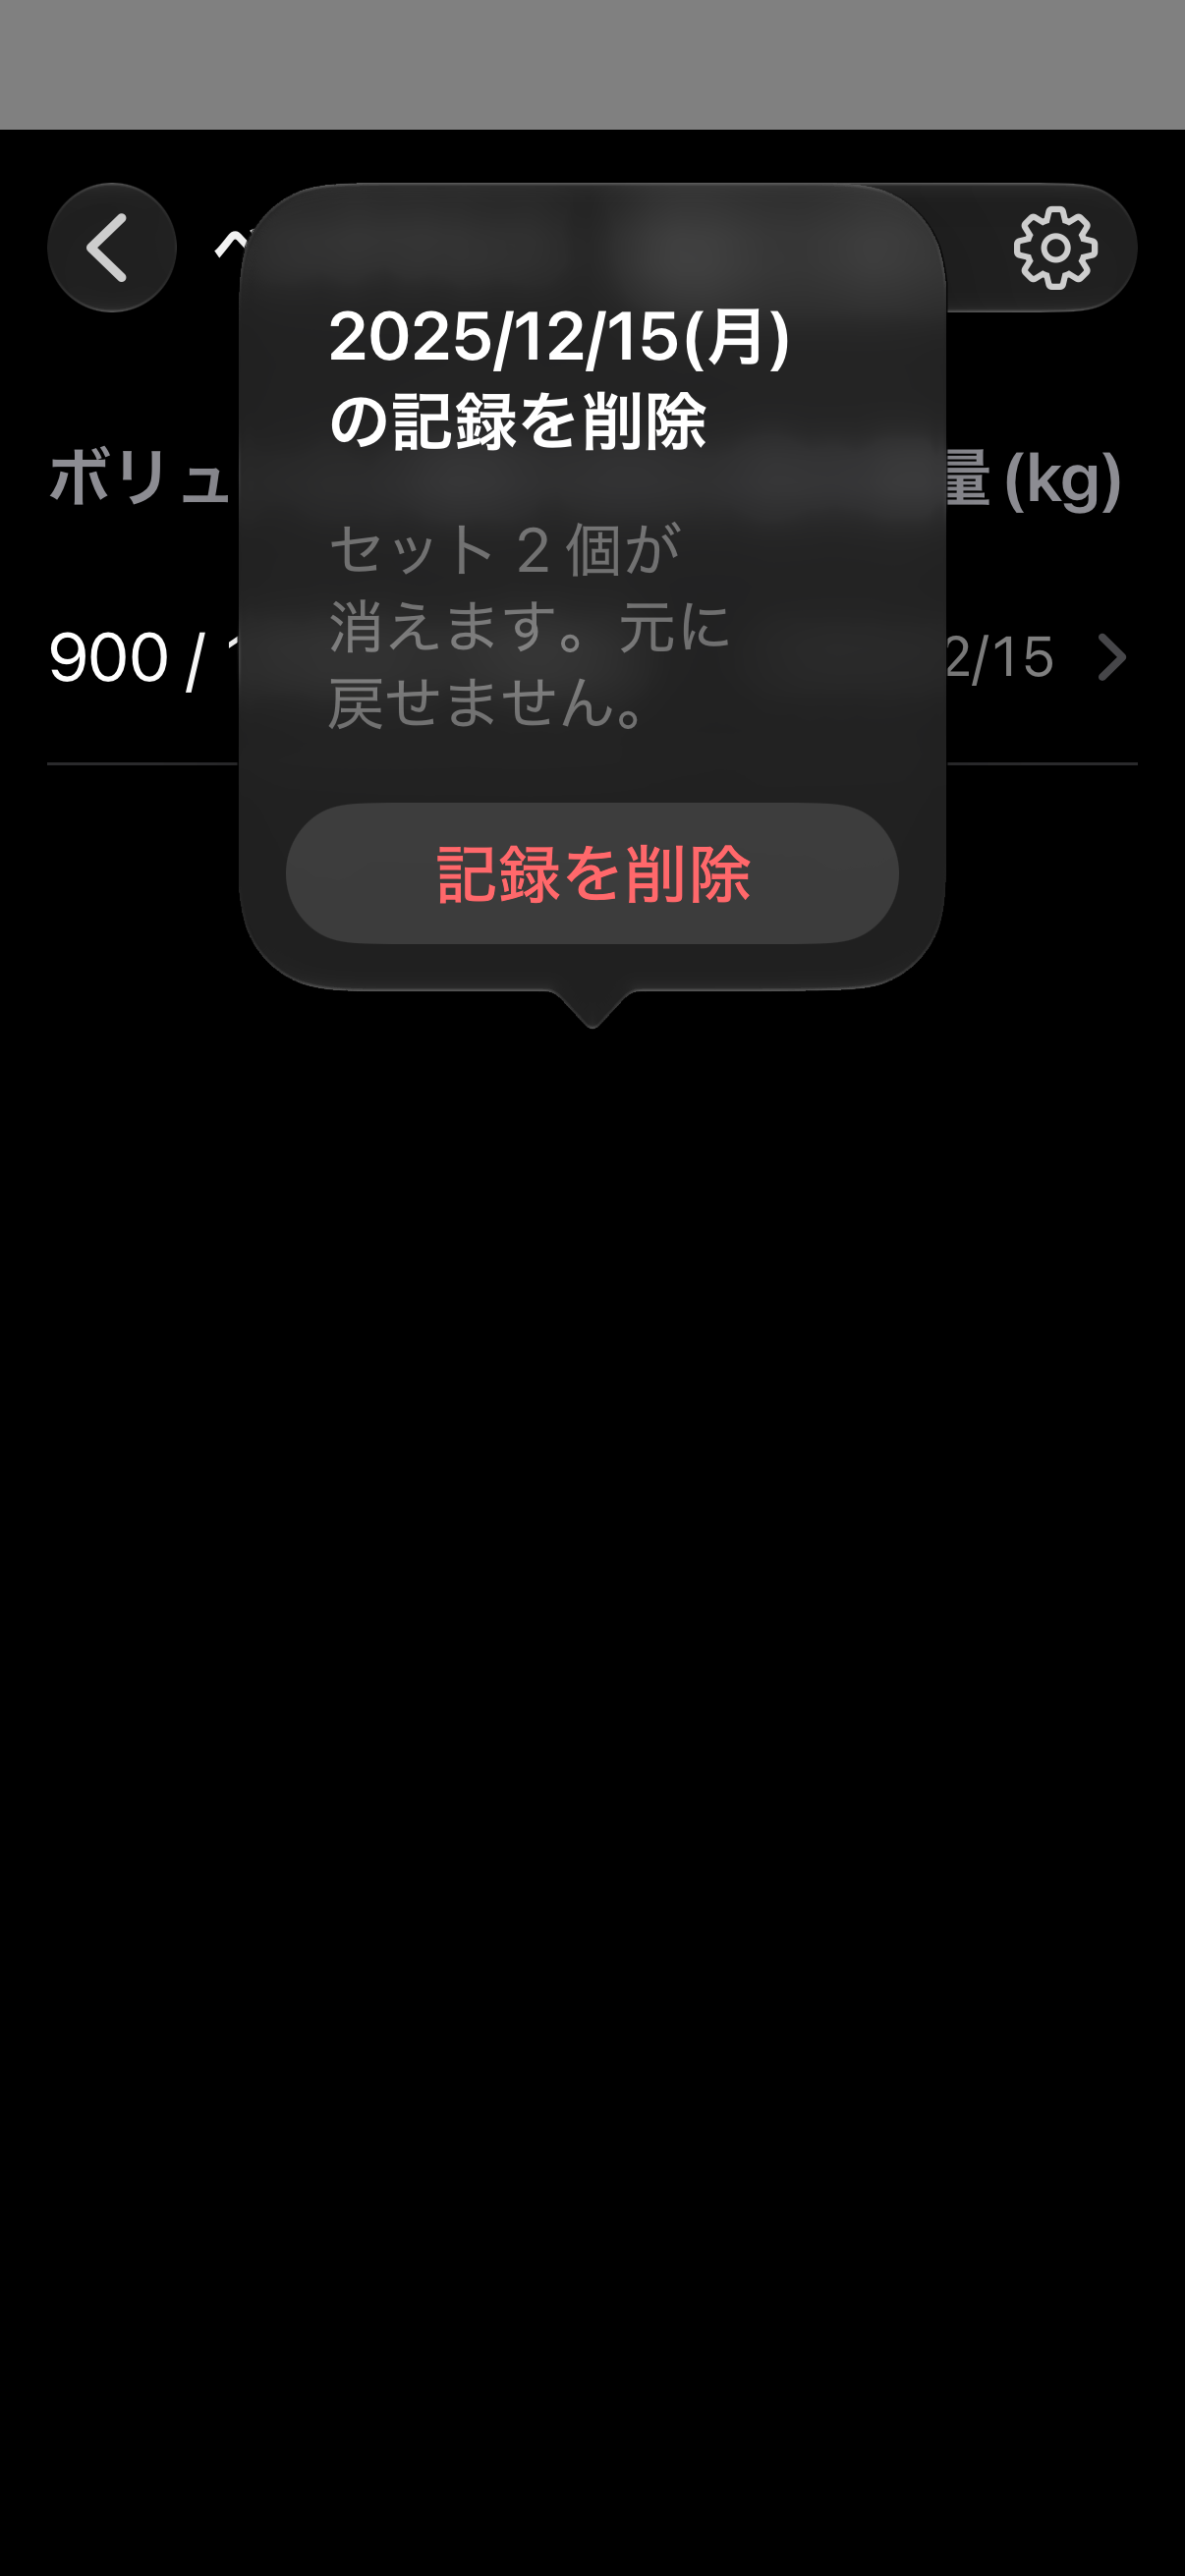 2025/12/15(月)
の記録を削除
ボリュ
量 (kg)
セット 2 個が
消えます。元に
戻せません。
900 /
2/15
記録を削除